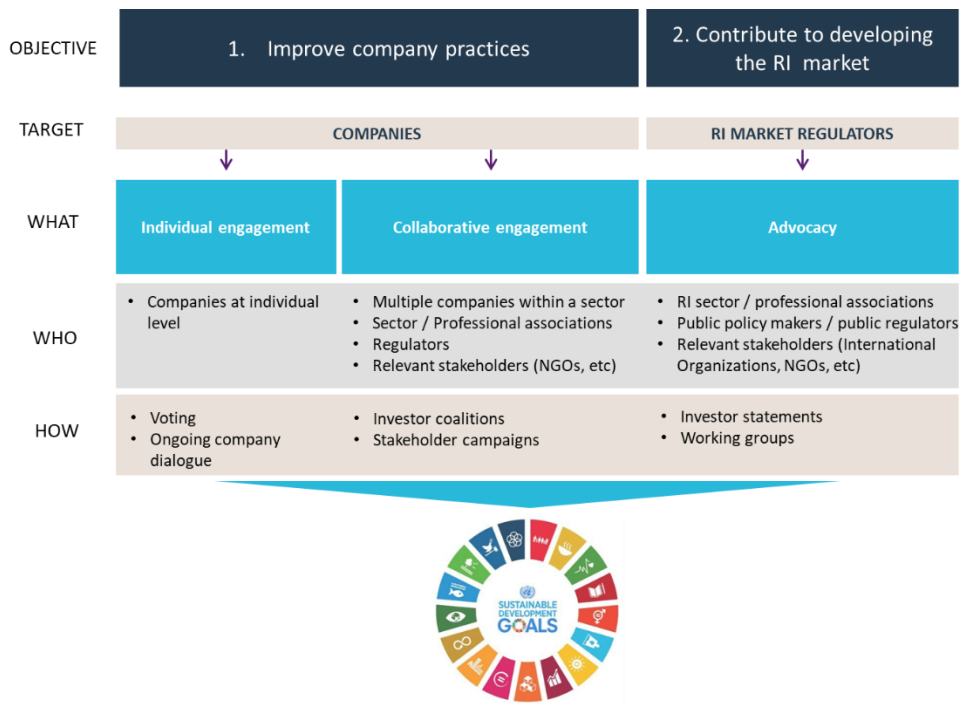 OBJECTIVE
1. Improve company practices
2. Contribute to developing
the RI market
TARGET
COMPANIES
RI MARKET REGULATORS
WHAT
Individual engagement
Collaborative engagement
Advocacy
WHO
• Companies at individual
level
• Multiple companies within a sector
• Sector / Professional associations
• Regulators
• Relevant stakeholders (NGOs, etc)
• RI sector / professional associations
• Public policy makers / public regulators
• Relevant stakeholders (International
Organizations, NGOs, etc)
HOW
• Voting
• Ongoing company
dialogue
• Investor coalitions
• Stakeholder campaigns
• Investor statements
• Working groups
SUSTAINABLE
DEVELOPMENT
GOALS